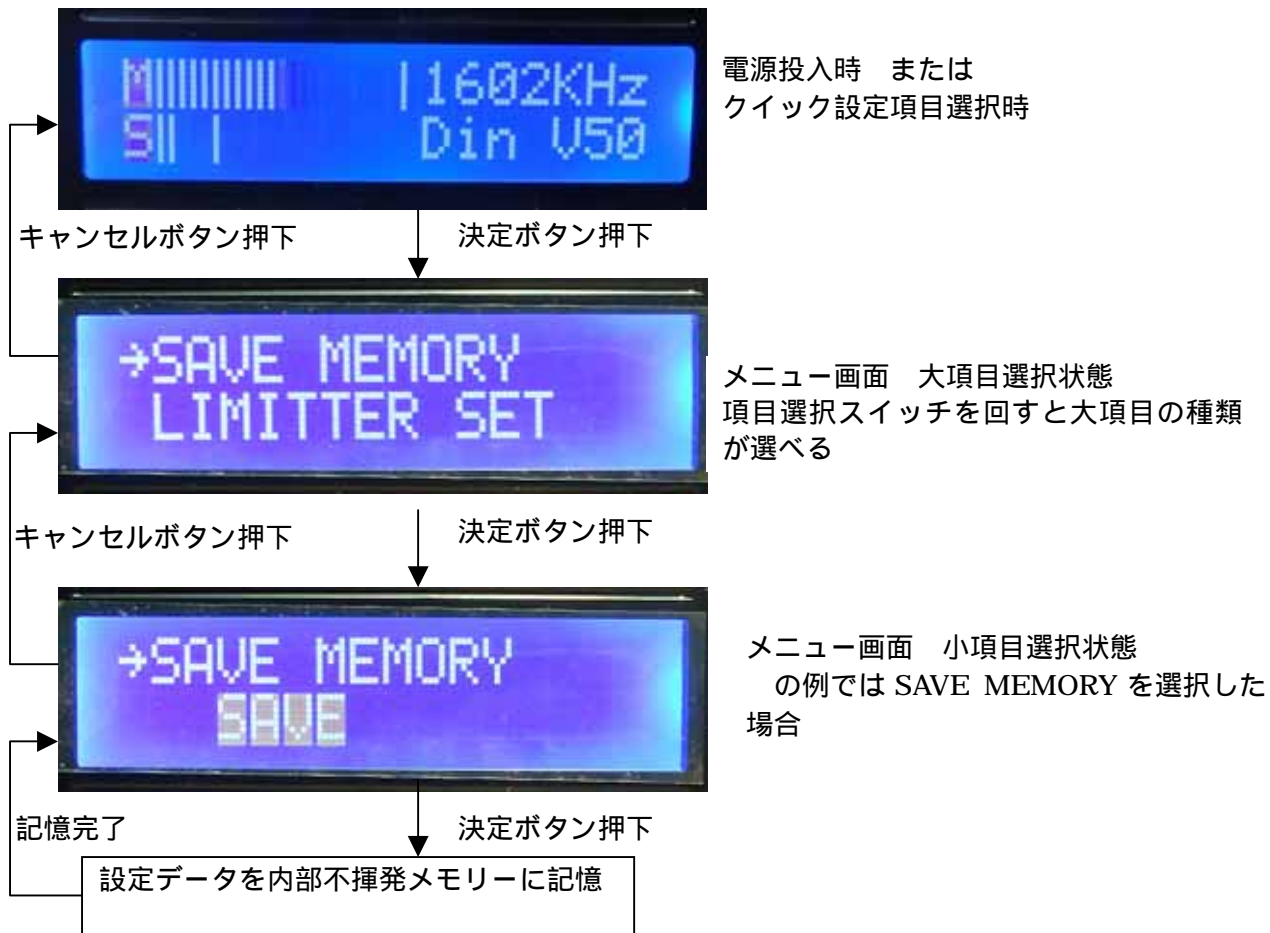 M 1602KHz
S Din V50
電源投入時　または
クイック設定項目選択時
キャンセルボタン押下
決定ボタン押下
→SAVE MEMORY
LIMITTER SET
メニュー画面　大項目選択状態
項目選択スイッチを回すと大項目の種類
が選べる
キャンセルボタン押下
決定ボタン押下
→SAVE MEMORY
SAVE
メニュー画面　小項目選択状態
の例では SAVE MEMORY を選択した
場合
記憶完了
決定ボタン押下
設定データを内部不揮発メモリーに記憶